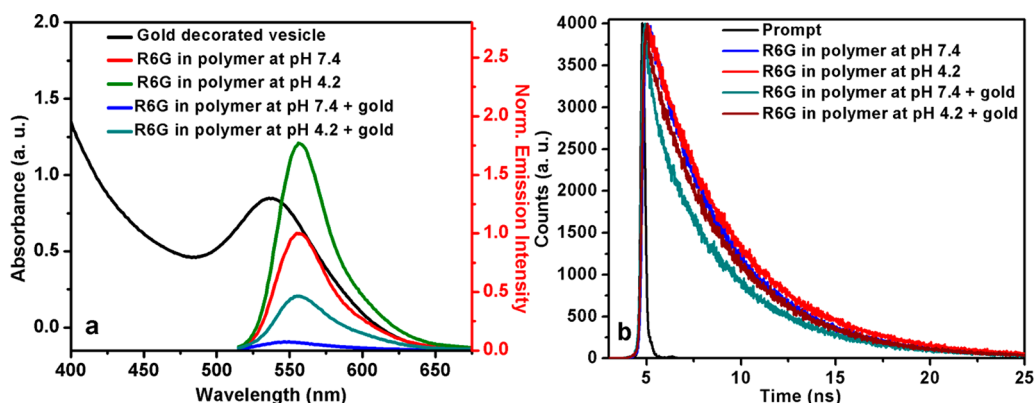 2.0
1.5
1.0
0.5
0.0
Absorbance (a. u.)
Gold decorated vesicle
R6G in polymer at pH 7.4
R6G in polymer at pH 4.2
R6G in polymer at pH 7.4 + gold
R6G in polymer at pH 4.2 + gold
a
2.5
2.0
1.5
1.0
0.5
0.0
Norm. Emission Intensity
400 450 500 550 600 650
Wavelength (nm)
4000
3500
3000
2500
2000
1500
1000
500
0
Counts (a. u.)
Prompt
R6G in polymer at pH 7.4
R6G in polymer at pH 4.2
R6G in polymer at pH 7.4 + gold
R6G in polymer at pH 4.2 + gold
b
5 10 15 20 25
Time (ns)